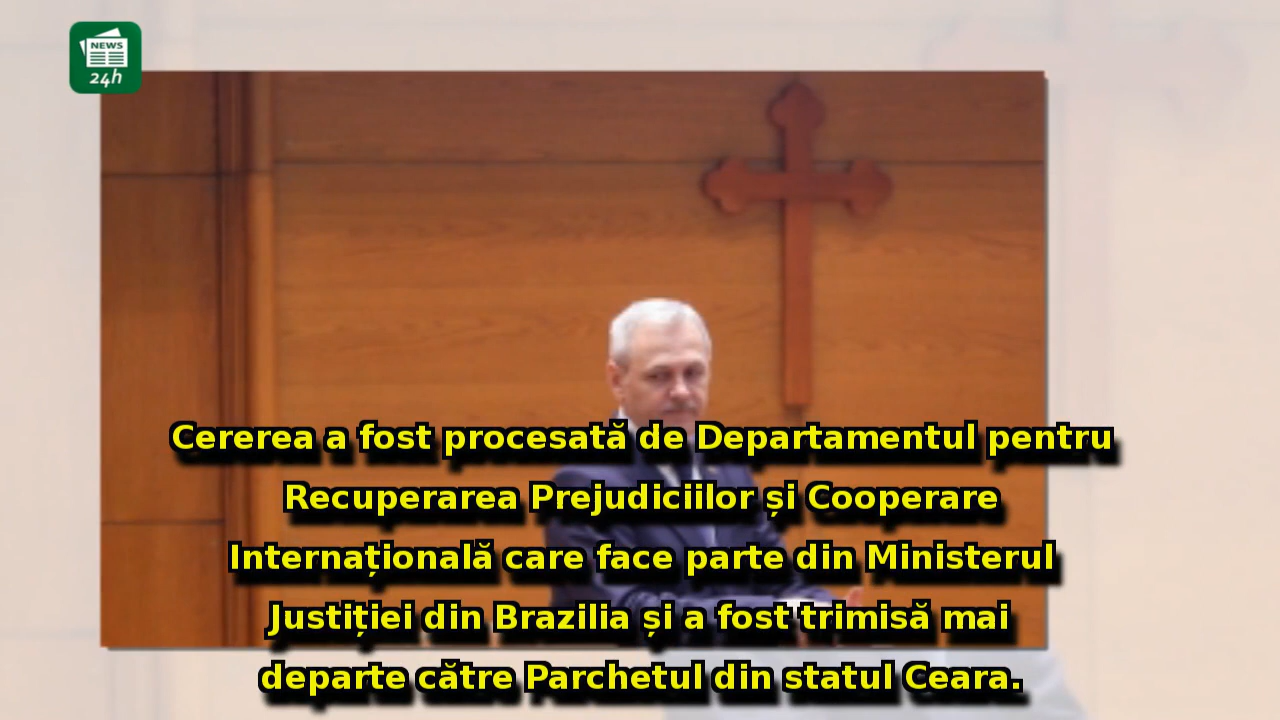 NEWS
24h
Cererea a fost procesată de Departamentul pentru
Recuperarea Prejudiciilor și Cooperare
Internațională care face parte din Ministerul
Justiției din Brazilia și a fost trimisă mai
departe către Parchetul din statul Ceara.